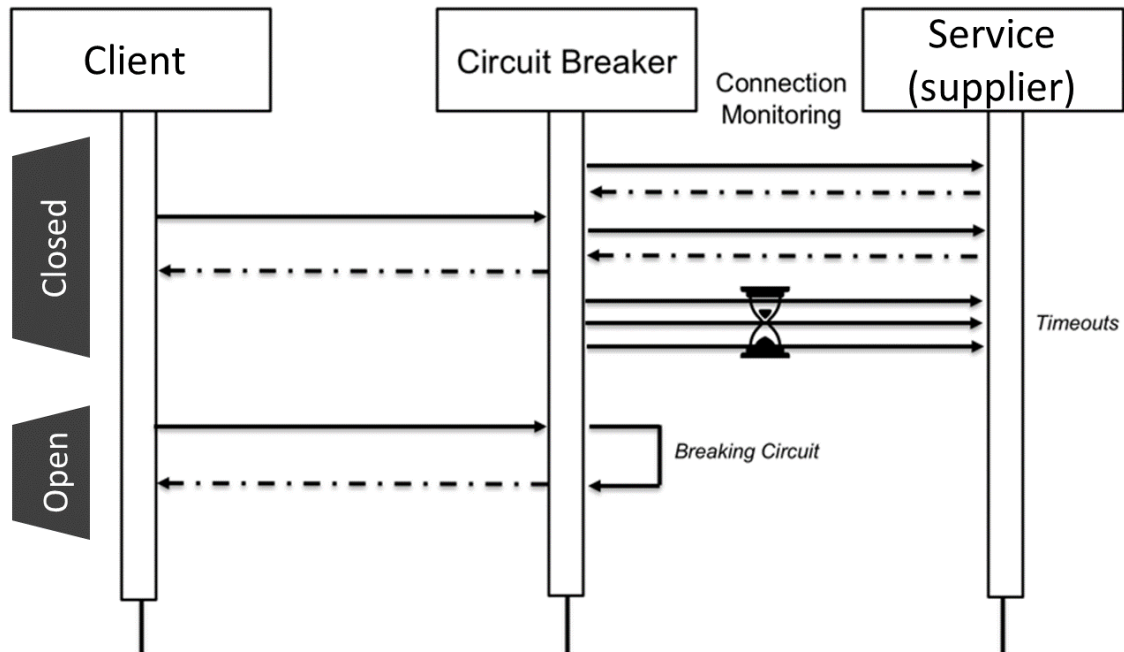 Client
Circuit Breaker
Service
(supplier)
Connection
Monitoring
Closed
Timeouts
Open
Breaking Circuit